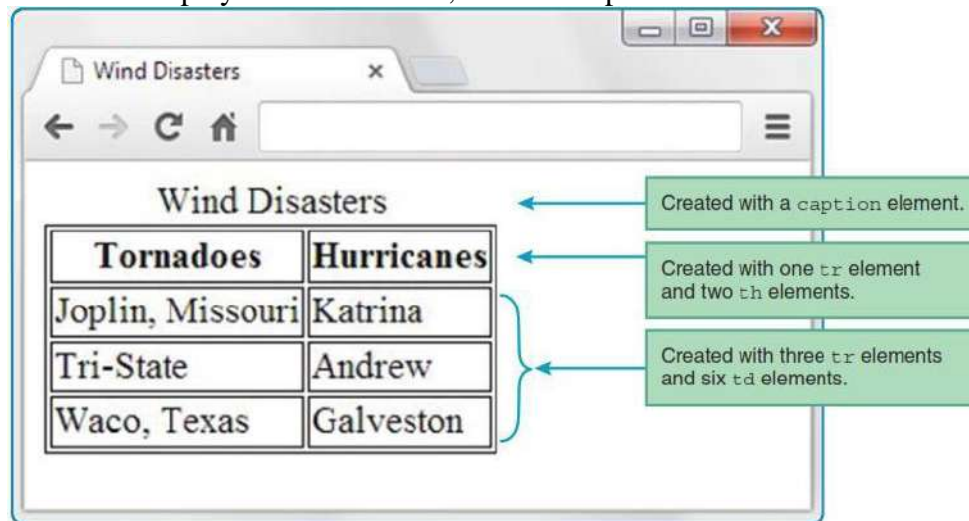 Wind Disasters
Wind Disasters
Created with a caption element.
Tornadoes Hurricanes
Created with one tr element
and two th elements.
Joplin, Missouri Katrina
Tri-State Andrew
Created with three tr elements
and six td elements.
Waco, Texas Galveston